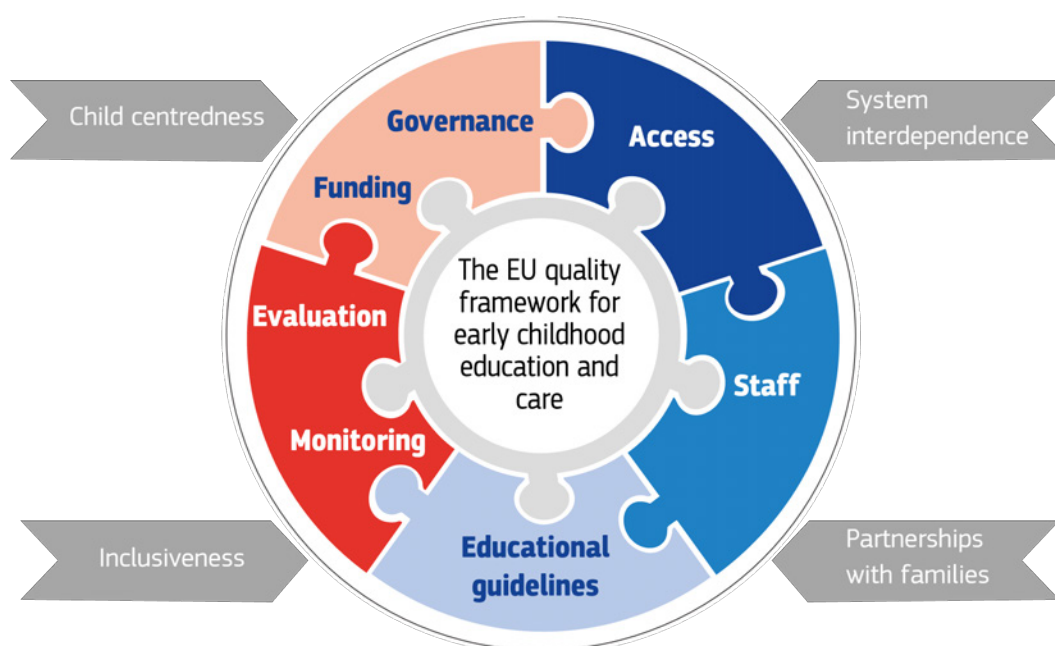 Child centredness
System
interdependence
Governance
Funding
Access
The EU quality
framework for
early childhood
education and
care
Evaluation
Monitoring
Staff
Educational
guidelines
Inclusiveness
Partnerships
with families